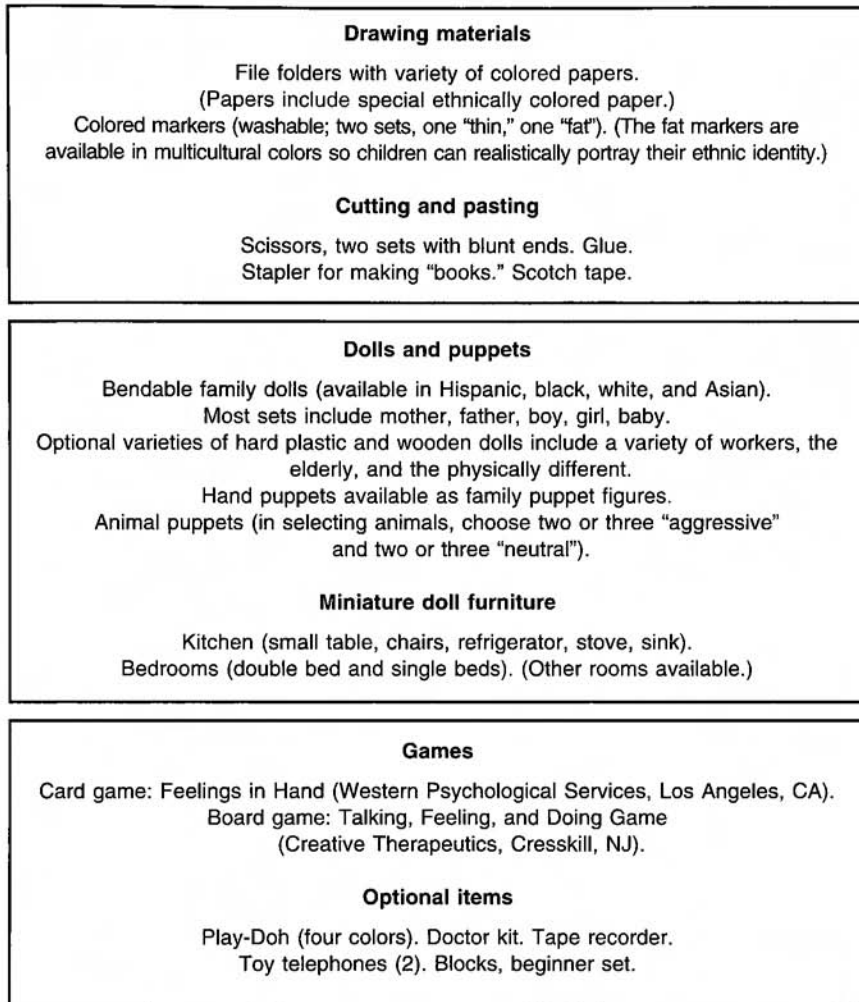 Drawing materials
File folders with variety of colored papers.
(Papers include special ethnically colored paper.)
Colored markers (washable; two sets, one "thin," one "fat"). (The fat markers are
available in multicultural colors so children can realistically portray their ethnic identity.)
Cutting and pasting
Scissors, two sets with blunt ends. Glue.
Stapler for making "books." Scotch tape.
Dolls and puppets
Bendable family dolls (available in Hispanic, black, white, and Asian).
Most sets include mother, father, boy, girl, baby.
Optional varieties of hard plastic and wooden dolls include a variety of workers, the
elderly, and the physically different.
Hand puppets available as family puppet figures.
Animal puppets (in selecting animals, choose two or three "aggressive"
and two or three "neutral").
Miniature doll furniture
Kitchen (small table, chairs, refrigerator, stove, sink).
Bedrooms (double bed and single beds). (Other rooms available.)
Games
Card game: Feelings in Hand (Western Psychological Services, Los Angeles, CA).
Board game: Talking, Feeling, and Doing Game
(Creative Therapeutics, Cresskill, NJ).
Optional items
Play-Doh (four colors). Doctor kit. Tape recorder.
Toy telephones (2). Blocks, beginner set.